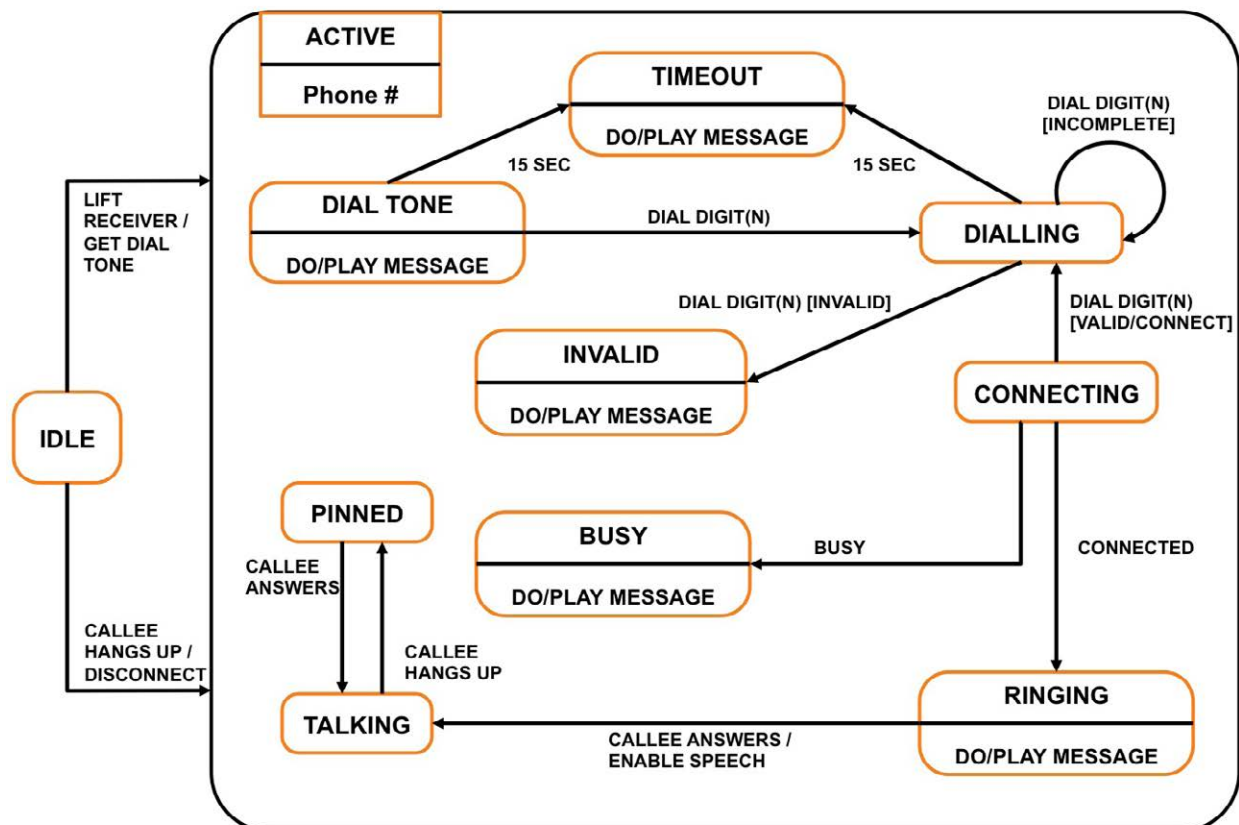 ACTIVE
Phone #
TIMEOUT
DO/PLAY MESSAGE
DIAL DIGIT(N)
[INCOMPLETE]
15 SEC
15 SEC
LIFT
RECEIVER /
GET DIAL
TONE
DIAL TONE
DO/PLAY MESSAGE
DIAL DIGIT(N)
DIALLING
DIAL DIGIT(N) [INVALID]
DIAL DIGIT(N)
[VALID/CONNECT]
INVALID
DO/PLAY MESSAGE
CONNECTING
IDLE
PINNED
BUSY
DO/PLAY MESSAGE
BUSY
CONNECTED
CALLEE
ANSWERS
CALLEE
HANGS UP /
DISCONNECT
CALLEE
HANGS UP
TALKING
RINGING
DO/PLAY MESSAGE
CALLEE ANSWERS /
ENABLE SPEECH